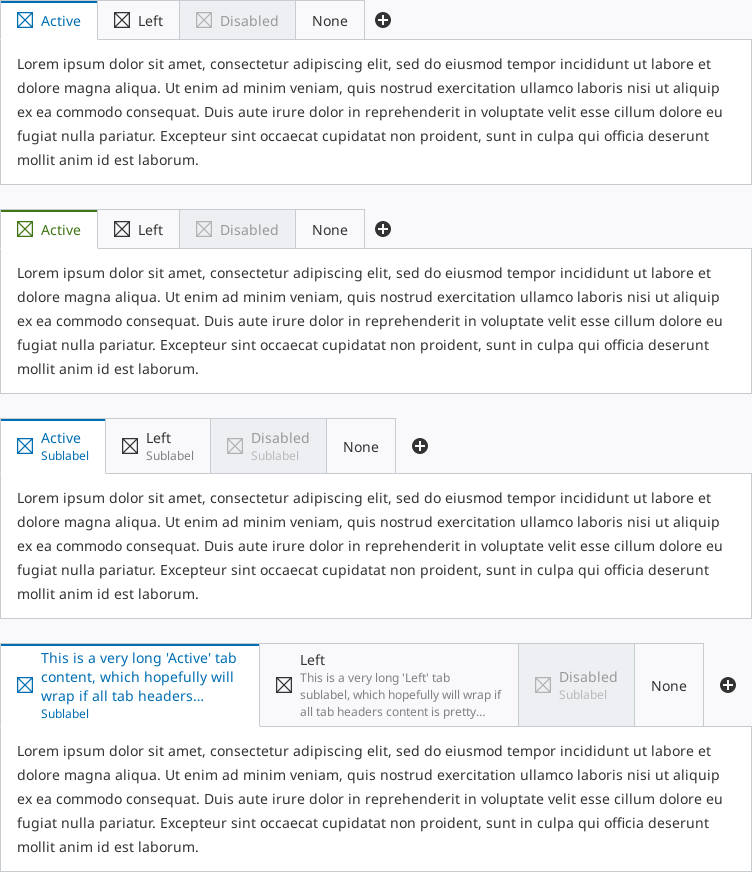 Active Left Disabled None
Lorem ipsum dolor sit amet, consectetur adipiscing elit, sed do eiusmod tempor incididunt ut labore et
dolore magna aliqua. Ut enim ad minim veniam, quis nostrud exercitation ullamco laboris nisi ut aliquip
ex ea commodo consequat. Duis aute irure dolor in reprehenderit in voluptate velit esse cillum dolore eu
fugiat nulla pariatur. Excepteur sint occaecat cupidatat non proident, sunt in culpa qui officia deserunt
mollit anim id est laborum.
Active Left Disabled None
Lorem ipsum dolor sit amet, consectetur adipiscing elit, sed do eiusmod tempor incididunt ut labore et
dolore magna aliqua. Ut enim ad minim veniam, quis nostrud exercitation ullamco laboris nisi ut aliquip
ex ea commodo consequat. Duis aute irure dolor in reprehenderit in voluptate velit esse cillum dolore eu
fugiat nulla pariatur. Excepteur sint occaecat cupidatat non proident, sunt in culpa qui officia deserunt
mollit anim id est laborum.
Active
Sublabel
Left
Sublabel
Disabled
Sublabel
None
Lorem ipsum dolor sit amet, consectetur adipiscing elit, sed do eiusmod tempor incididunt ut labore et
dolore magna aliqua. Ut enim ad minim veniam, quis nostrud exercitation ullamco laboris nisi ut aliquip
ex ea commodo consequat. Duis aute irure dolor in reprehenderit in voluptate velit esse cillum dolore eu
fugiat nulla pariatur. Excepteur sint occaecat cupidatat non proident, sunt in culpa qui officia deserunt
mollit anim id est laborum.
This is a very long 'Active' tab
content, which hopefully will
wrap if all tab headers...
Sublabel
Left
This is a very long 'Left' tab
sublabel, which hopefully will wrap if
all tab headers content is pretty...
Disabled
Sublabel
None
Lorem ipsum dolor sit amet, consectetur adipiscing elit, sed do eiusmod tempor incididunt ut labore et
dolore magna aliqua. Ut enim ad minim veniam, quis nostrud exercitation ullamco laboris nisi ut aliquip
ex ea commodo consequat. Duis aute irure dolor in reprehenderit in voluptate velit esse cillum dolore eu
fugiat nulla pariatur. Excepteur sint occaecat cupidatat non proident, sunt in culpa qui officia deserunt
mollit anim id est laborum.